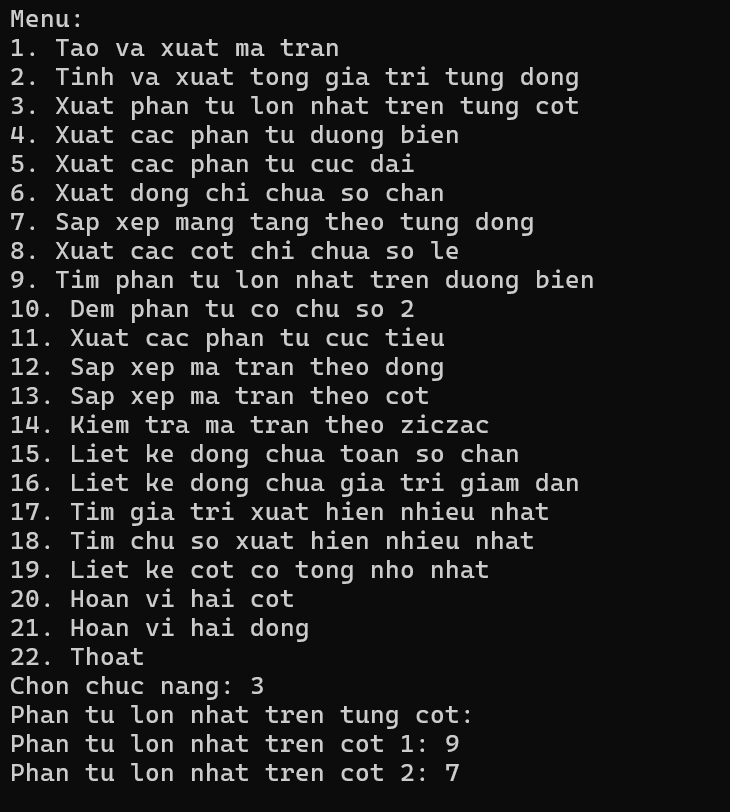 Menu:
1. Tao va xuat ma tran
2. Tinh va xuat tong gia tri tung dong
3. Xuat phan tu lon nhat tren tung cot
4. Xuat cac phan tu duong bien
5. Xuat cac phan tu cuc dai
6. Xuat dong chi chua so chan
7. Sap xep mang tang theo tung dong
8. Xuat cac cot chi chua so le
9. Tim phan tu lon nhat tren duong bien
10. Dem phan tu co chu so 2
11. Xuat cac phan tu cuc tieu
12. Sap xep ma tran theo dong
13. Sap xep ma tran theo cot
14. Kiem tra ma tran theo ziczac
15. Liet ke dong chua toan so chan
16. Liet ke dong chua gia tri giam dan
17. Tim gia tri xuat hien nhieu nhat
18. Tim chu so xuat hien nhieu nhat
19. Liet ke cot co tong nho nhat
20. Hoan vi hai cot
21. Hoan vi hai dong
22. Thoat
Chon chuc nang: 3
Phan tu lon nhat tren tung cot:
Phan tu lon nhat tren cot 1: 9
Phan tu lon nhat tren cot 2: 7